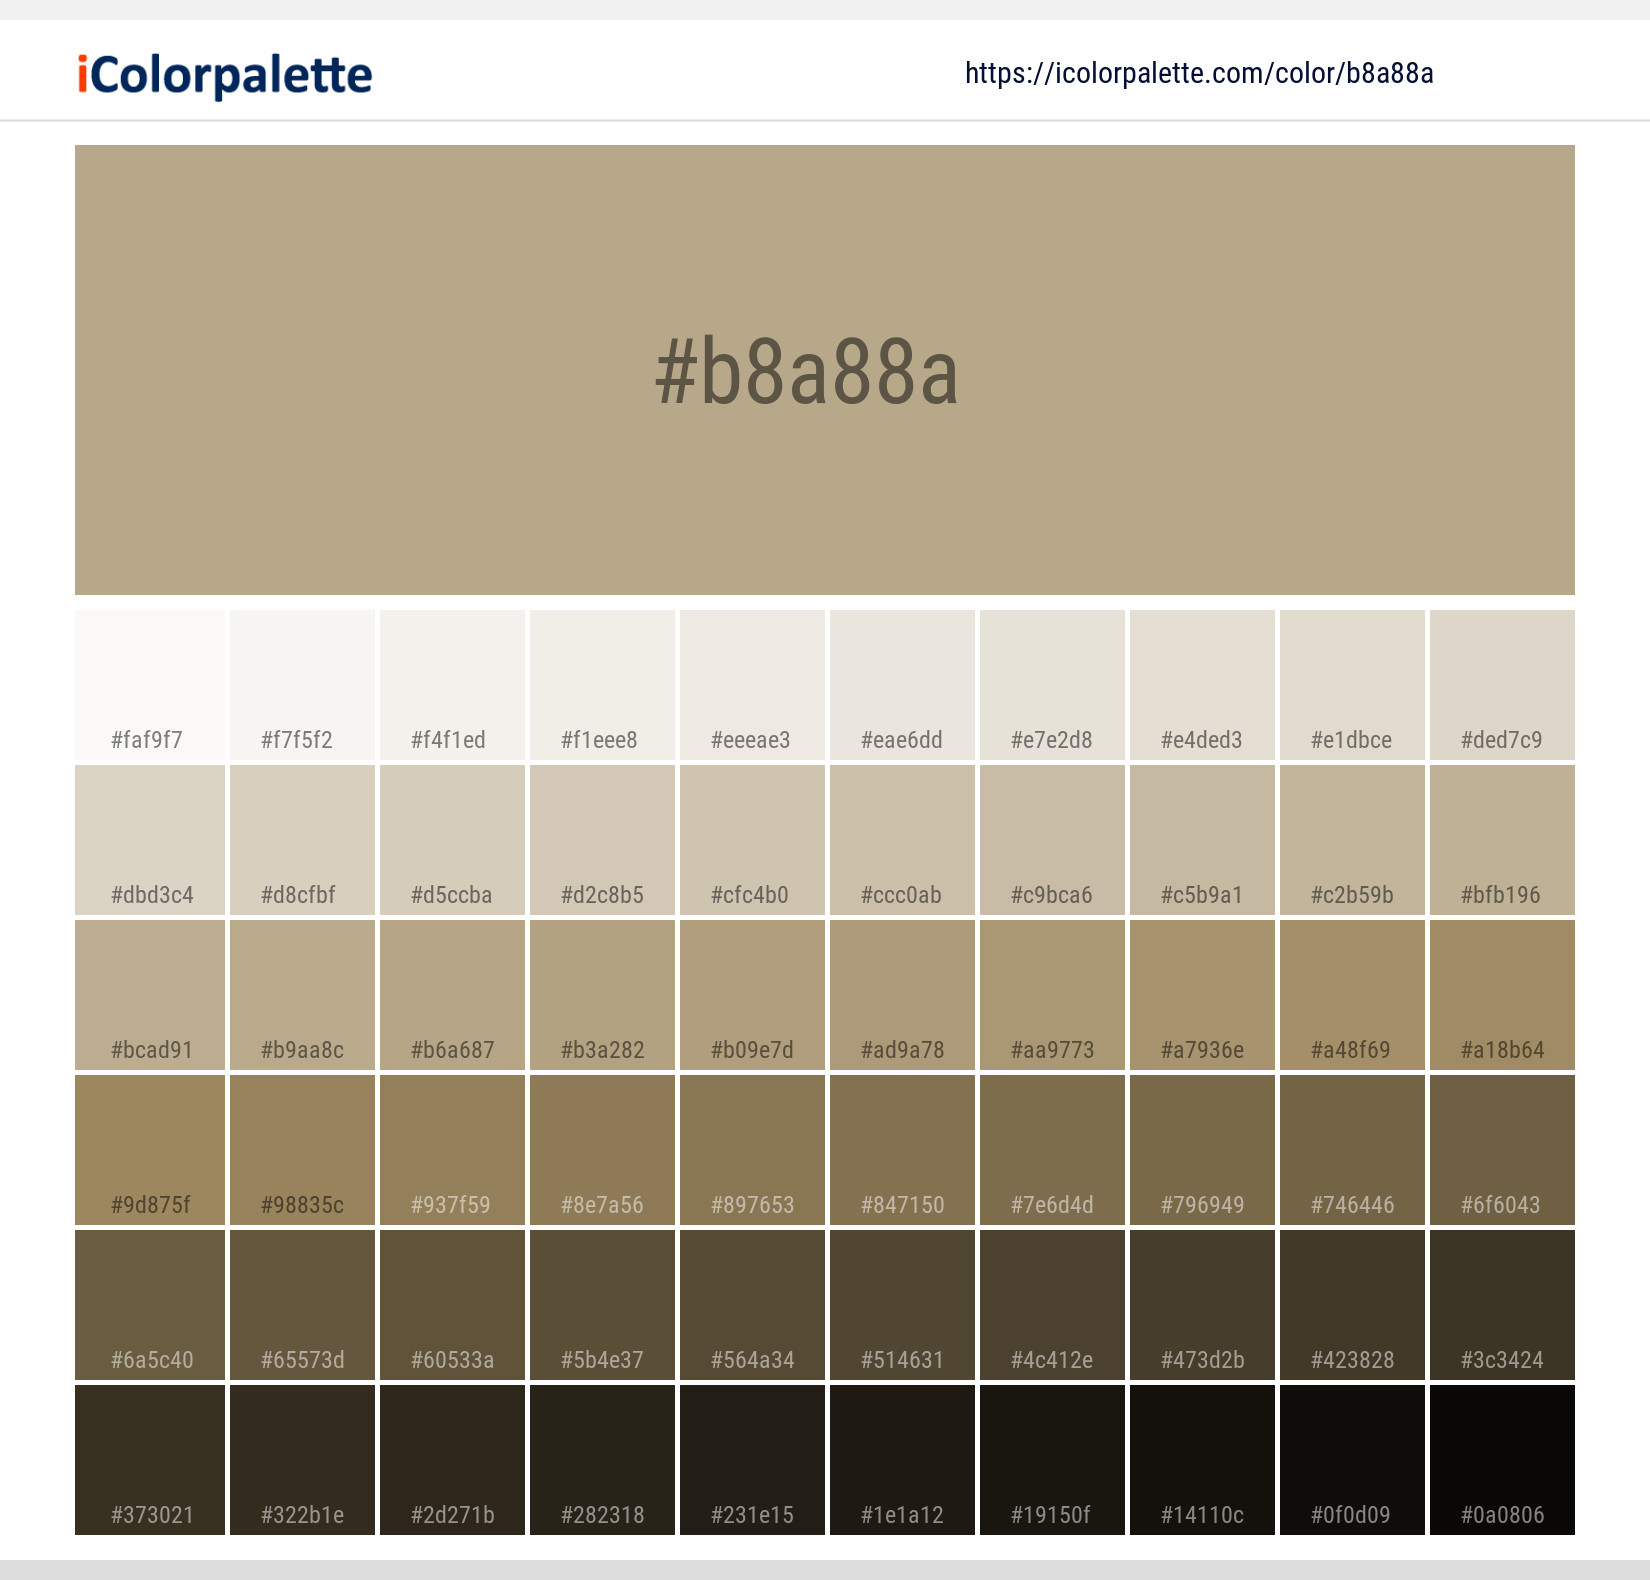 iColorpalette
https://icolorpalette.com/color/b8a88a
#b8a88a
#faf9f7 #f7f5f2 #f4f1ed #f1eee8 #eeeae3 #eae6dd #e7e2d8 #e4ded3 #e1dbce #ded7c9
#dbd3c4 #d8cfbf #d5ccba #d2c8b5 #cfc4b0 #ccc0ab #c9bca6 #c5b9a1 #c2b59b #bfb196
#bcad91 #b9aa8c #b6a687 #b3a282 #b09e7d #ad9a78 #aa9773 #a7936e #a48f69 #a18b64
#9d875f #98835c #937f59 #8e7a56 #897653 #847150 #7e6d4d #796949 #746446 #6f6043
#6a5c40 #65573d #60533a #5b4e37 #564a34 #514631 #4c412e #473d2b #423828 #3c3424
#373021 #322b1e #2d271b #282318 #231e15 #1e1a12 #19150f #14110c #0f0d09 #0a0806